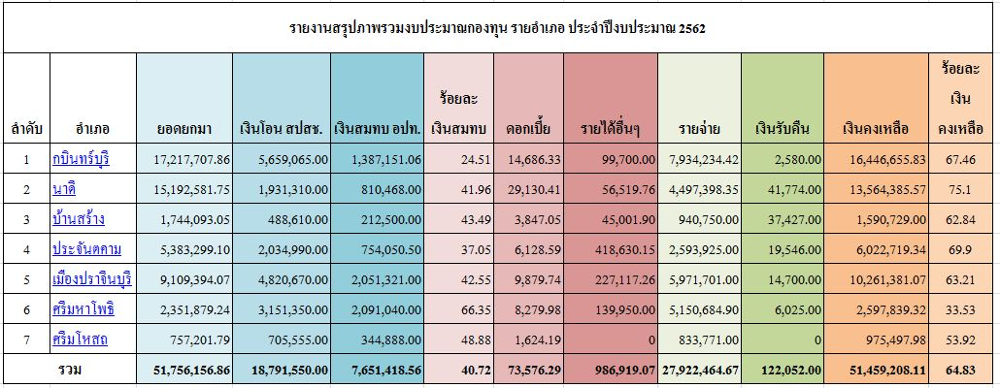 รายงานสรุปภาพรวมงบประมาณกองทุน รายอำเภอ ประจำปีงบประมาณ 2562
ลำดับ อำเภอ ยอดยกมา เงินโอน สปสช. เงินสมทบ อปท. ร้อยละ เงินสมทบ ดอกเบี้ย รายได้อื่นๆ รายจ่าย เงินรับคืน เงินคงเหลือ ร้อยละ เงิน คงเหลือ
1 กบินทร์บุรี 17,217,707.86 5,659,065.00 1,387,151.06 24.51 14,686.33 99,700.00 7,934,234.42 2,580.00 16,446,655.83 67.46
2 นาดี 15,192,581.75 1,931,310.00 810,468.00 41.96 29,130.41 56,519.76 4,497,398.35 41,774.00 13,564,385.57 75.1
3 บ้านสร้าง 1,744,093.05 488,610.00 212,500.00 43.49 3,847.05 45,001.90 940,750.00 37,427.00 1,590,729.00 62.84
4 ประจันตคาม 5,383,299.10 2,034,990.00 754,050.50 37.05 6,128.59 418,630.15 2,593,925.00 19,546.00 6,022,719.34 69.9
5 เมืองปราจีนบุรี 9,109,394.07 4,820,670.00 2,051,321.00 42.55 9,879.74 227,117.26 5,971,701.00 14,700.00 10,261,381.07 63.21
6 ศรีมหาโพธิ 2,351,879.24 3,151,350.00 2,091,040.00 66.35 8,279.98 139,950.00 5,150,684.90 6,025.00 2,597,839.32 33.53
7 ศรีมโหสถ 757,201.79 705,555.00 344,888.00 48.88 1,624.19 0 833,771.00 0 975,497.98 53.92
รวม 51,756,156.86 18,791,550.00 7,651,418.56 40.72 73,576.29 986,919.07 27,922,464.67 122,052.00 51,459,208.11 64.83